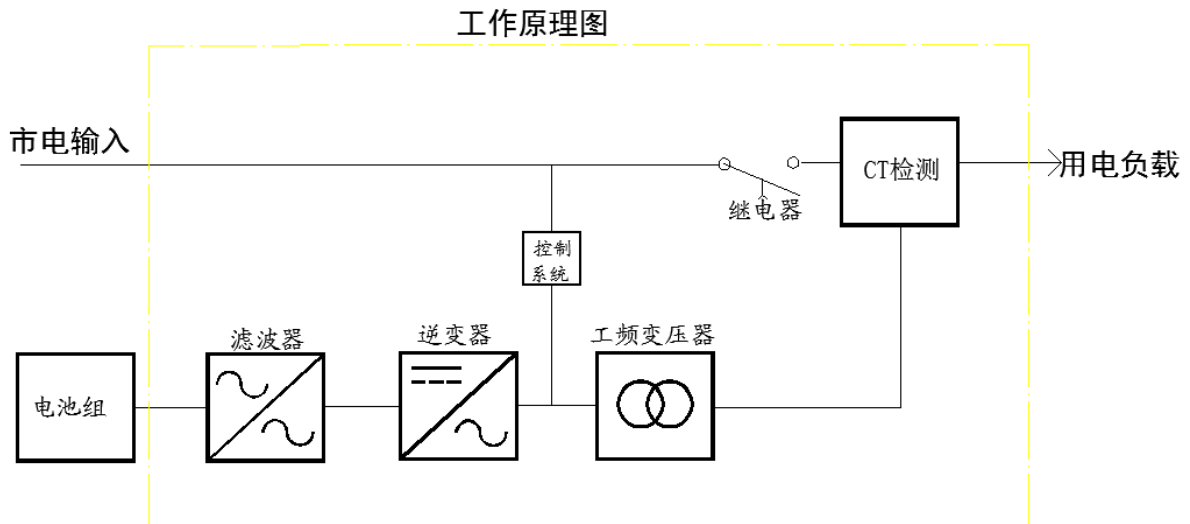 工作原理图
市电输入
CT检测
用电负载
继电器
控制
系统
滤波器
逆变器
工频变压器
电池组